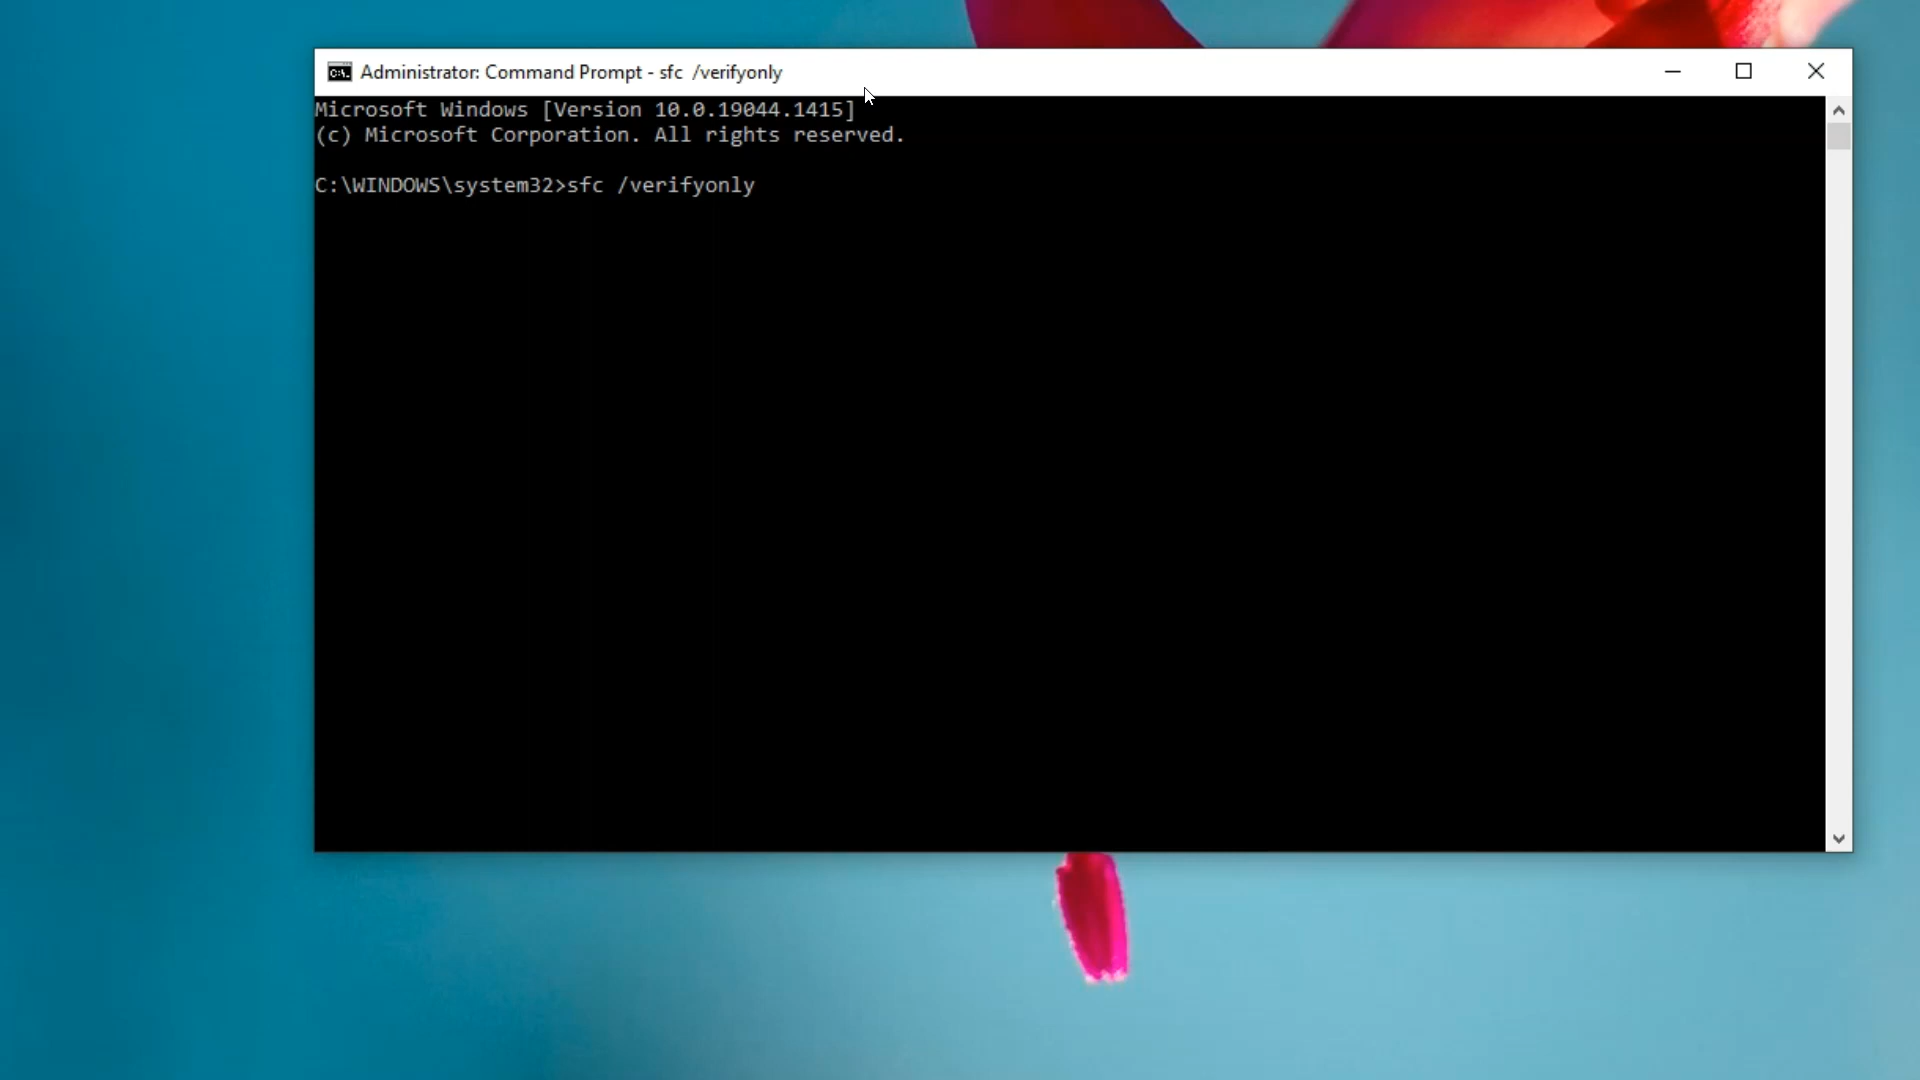 Administrator: Command Prompt - sfc  /verifyonly
Microsoft Windows [Version 10.0.19044.1415]
(c) Microsoft Corporation. All rights reserved.
C:\WINDOWS\system32>sfc /verifyonly